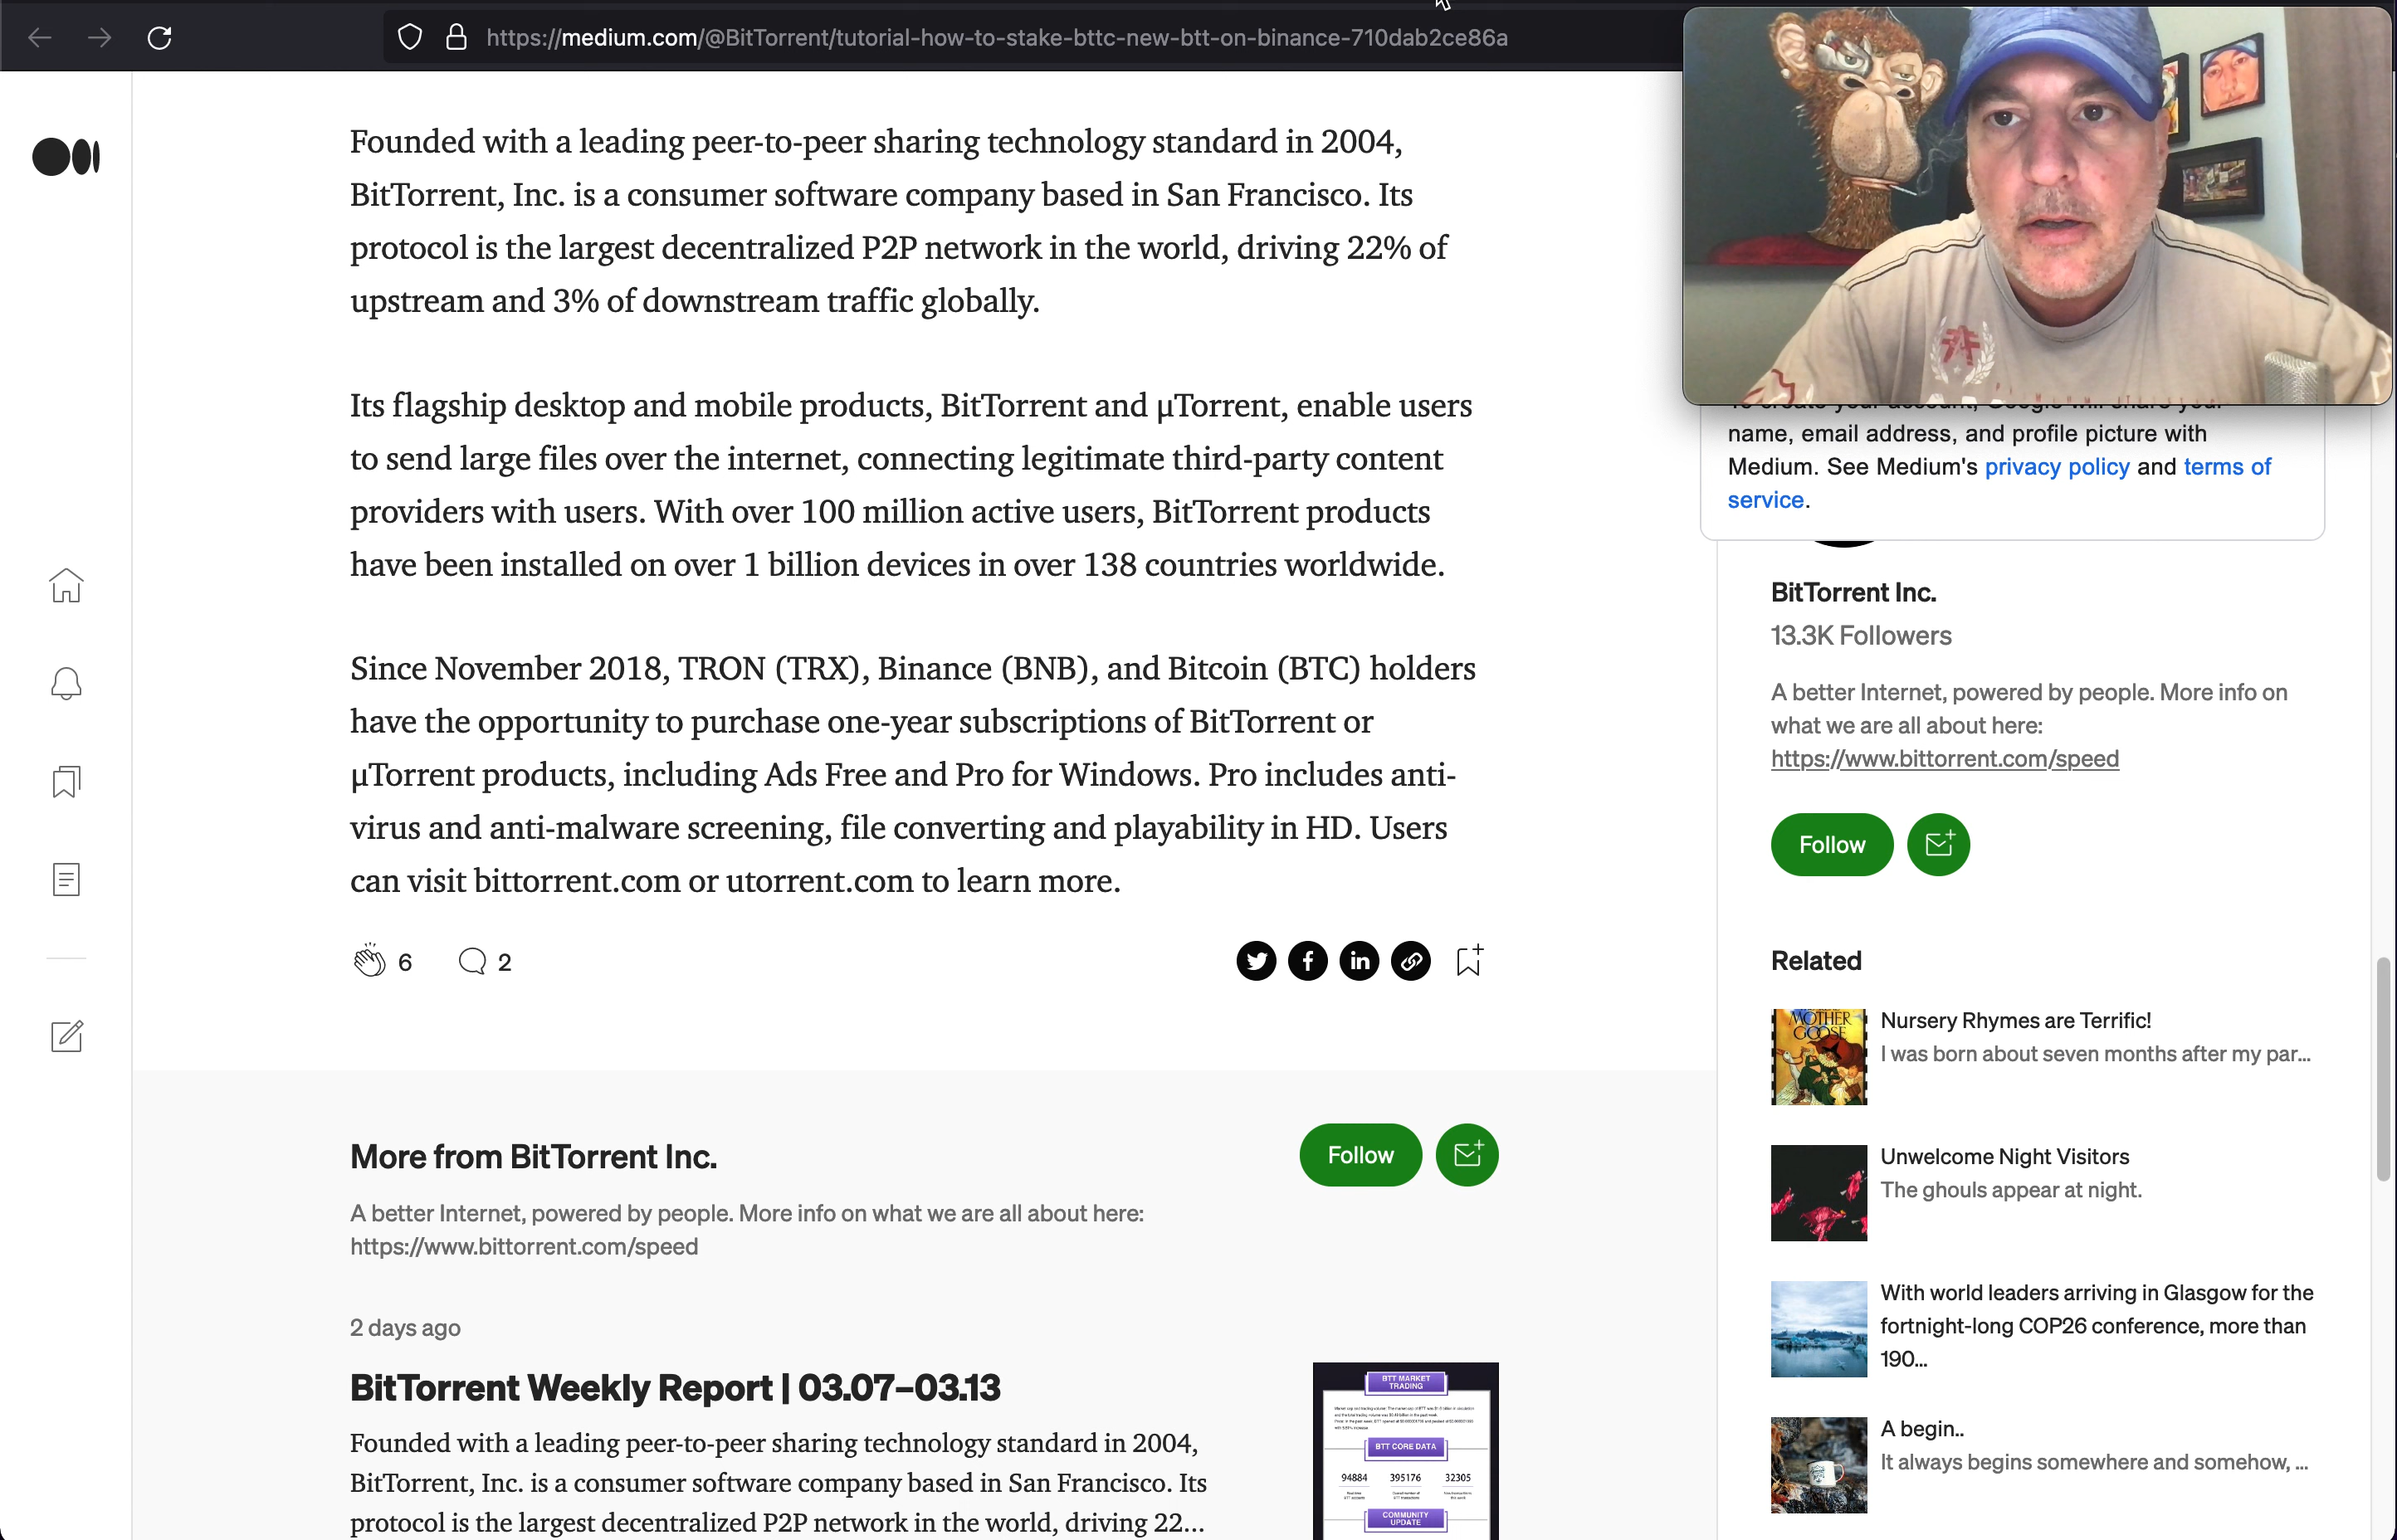 https://medium.com/@BitTorrent/tutorial-how-to-stake-bttc-new-btt-on-binance-710dab2ce86a
Founded with a leading peer-to-peer sharing technology standard in 2004,
BitTorrent, Inc. is a consumer software company based in San Francisco. Its
protocol is the largest decentralized P2P network in the world, driving 22% of
upstream and 3% of downstream traffic globally.
Its flagship desktop and mobile products, BitTorrent and µTorrent, enable users
to send large files over the internet, connecting legitimate third-party content
providers with users. With over 100 million active users, BitTorrent products
have been installed on over 1 billion devices in over 138 countries worldwide.
Since November 2018, TRON (TRX), Binance (BNB), and Bitcoin (BTC) holders
have the opportunity to purchase one-year subscriptions of BitTorrent or
µTorrent products, including Ads Free and Pro for Windows. Pro includes anti-
virus and anti-malware screening, file converting and playability in HD. Users
can visit bittorrent.com or utorrent.com to learn more.
6 2
More from BitTorrent Inc.
Follow
A better Internet, powered by people. More info on what we are all about here:
https://www.bittorrent.com/speed
2 days ago
BitTorrent Weekly Report | 03.07–03.13
Founded with a leading peer-to-peer sharing technology standard in 2004,
BitTorrent, Inc. is a consumer software company based in San Francisco. Its
protocol is the largest decentralized P2P network in the world, driving 22...
BTT MARKET
TRADING
BTT CORE DATA
94884 395176 32305
COMMUNITY
UPDATE
To create your account, Google will share your
name, email address, and profile picture with
Medium. See Medium's privacy policy and terms of
service.
BitTorrent Inc.
13.3K Followers
A better Internet, powered by people. More info on
what we are all about here:
https://www.bittorrent.com/speed
Follow
Related
MOTHER
GOOSE
Nursery Rhymes are Terrific!
I was born about seven months after my par...
Unwelcome Night Visitors
The ghouls appear at night.
With world leaders arriving in Glasgow for the
fortnight-long COP26 conference, more than
190...
A begin..
It always begins somewhere and somehow, ...